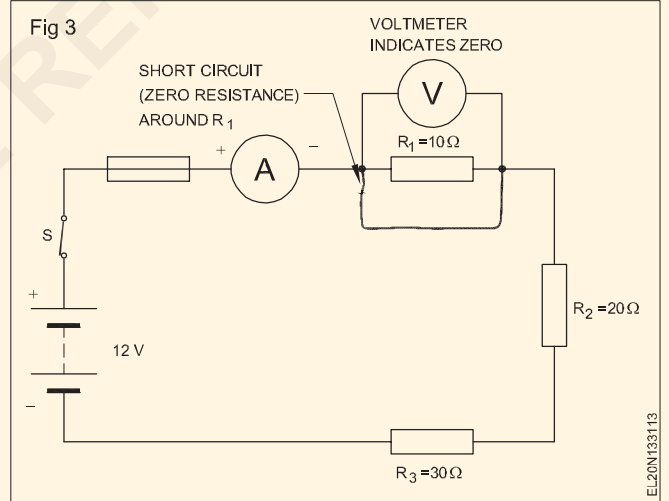 Fig 3
VOLTMETER
INDICATES ZERO
SHORT CIRCUIT
(ZERO RESISTANCE)
AROUND R1
V
R1 =10Ω
+
−
A
S
+
12 V
−
R2 =20Ω
R3 =30Ω
EL20N133113